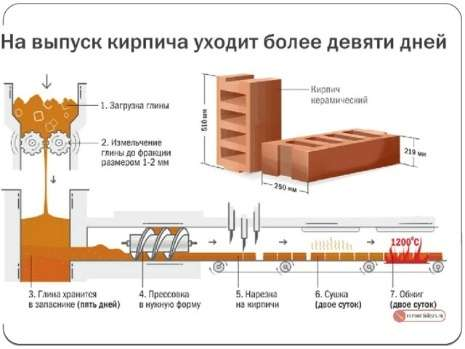 На выпуск кирпича уходит более девяти дней
1. Загрузка глины
2. Измельчение
глины до фракции
размером 1-2 мм
Кирпич
керамический
510 мм
250 мм
219 мм
1200°C
3. Глина хранится
в запаснике (пять дней)
4. Прессовка
в нужную форму
5. Нарезка
на кирпичи
6. Сушка
(двое суток)
7. Обжиг
(двое суток)